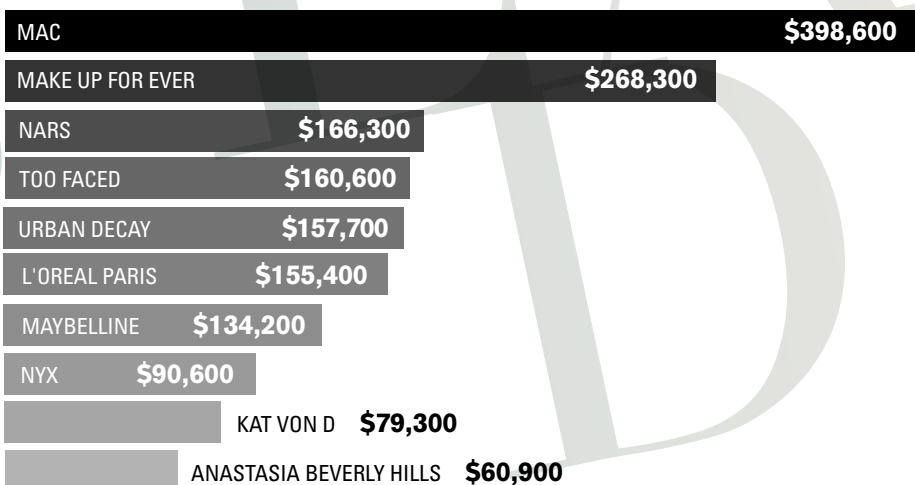 MAC $398,600
MAKE UP FOR EVER $268,300
NARS $166,300
TOO FACED $160,600
URBAN DECAY $157,700
L'OREAL PARIS $155,400
MAYBELLINE $134,200
NYX $90,600
KAT VON D $79,300
ANASTASIA BEVERLY HILLS $60,900